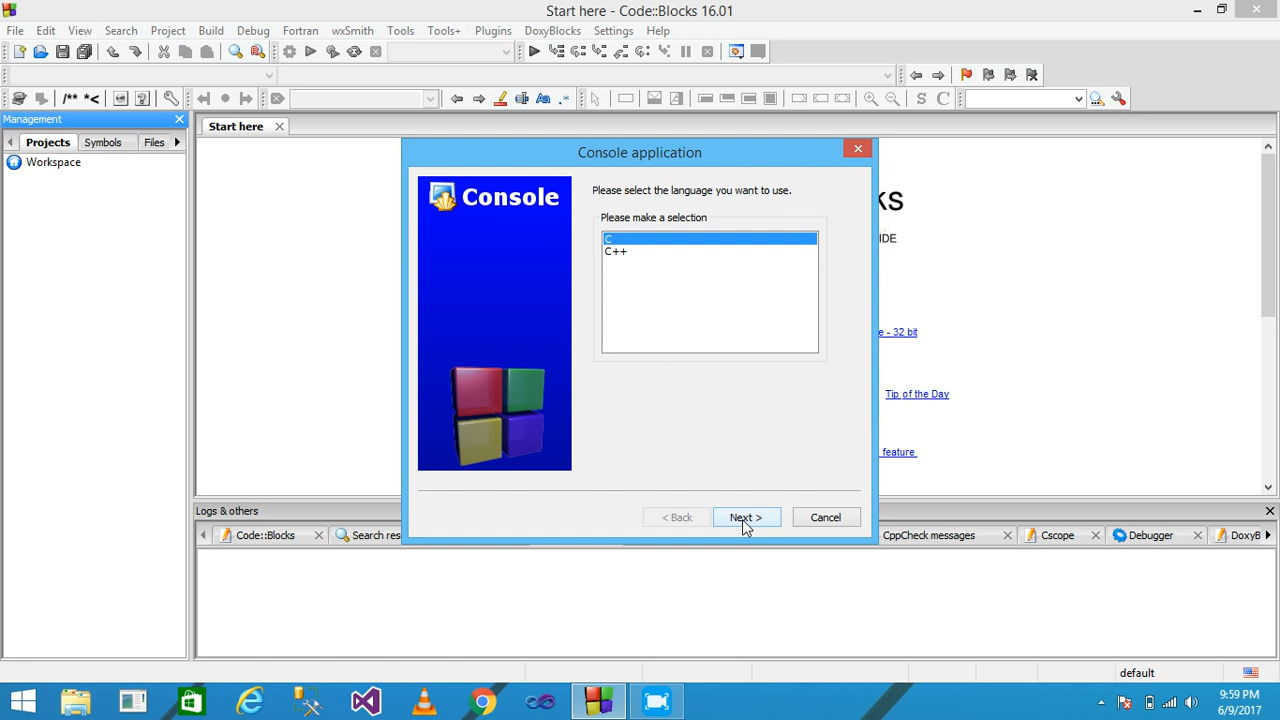 Start here - Code::Blocks 16.01
File Edit View Search Project Build Debug Fortran wxSmith Tools Tools+ Plugins DoxyBlocks Settings Help
/** *<
S C
Management
Projects Symbols Files
Workspace
Start here
Console application
Console
Please select the language you want to use.
Please make a selection
C
C++
< Back Next > Cancel
KS
IDE
e - 32 bit
Tip of the Day
feature
Logs & others
Code::Blocks Search res CppCheck messages Cscope Debugger DoxyB
default
9:59 PM
6/9/2017